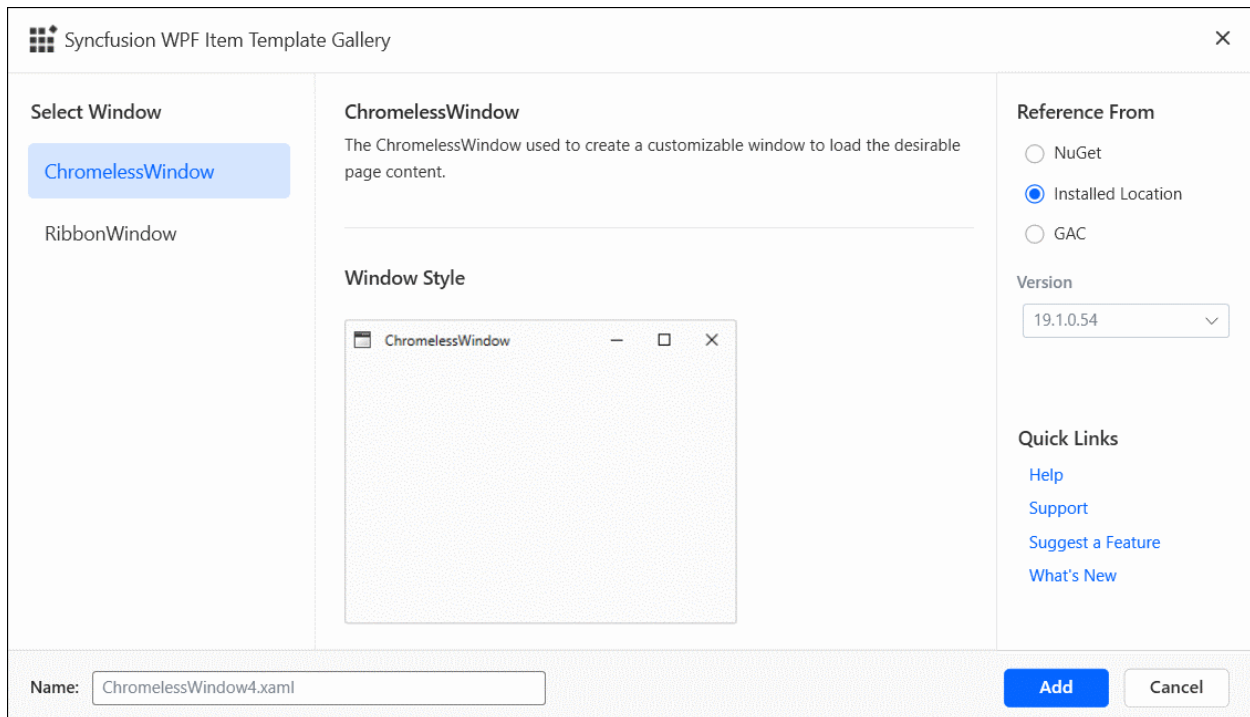 Syncfusion WPF Item Template Gallery
Select Window
ChromelessWindow
RibbonWindow
ChromelessWindow
The ChromelessWindow used to create a customizable window to load the desirable
page content.
Window Style
ChromelessWindow
Reference From
NuGet
Installed Location
GAC
Version
19.1.0.54
Quick Links
Help
Support
Suggest a Feature
What's New
Name: ChromelessWindow4.xaml
Add Cancel